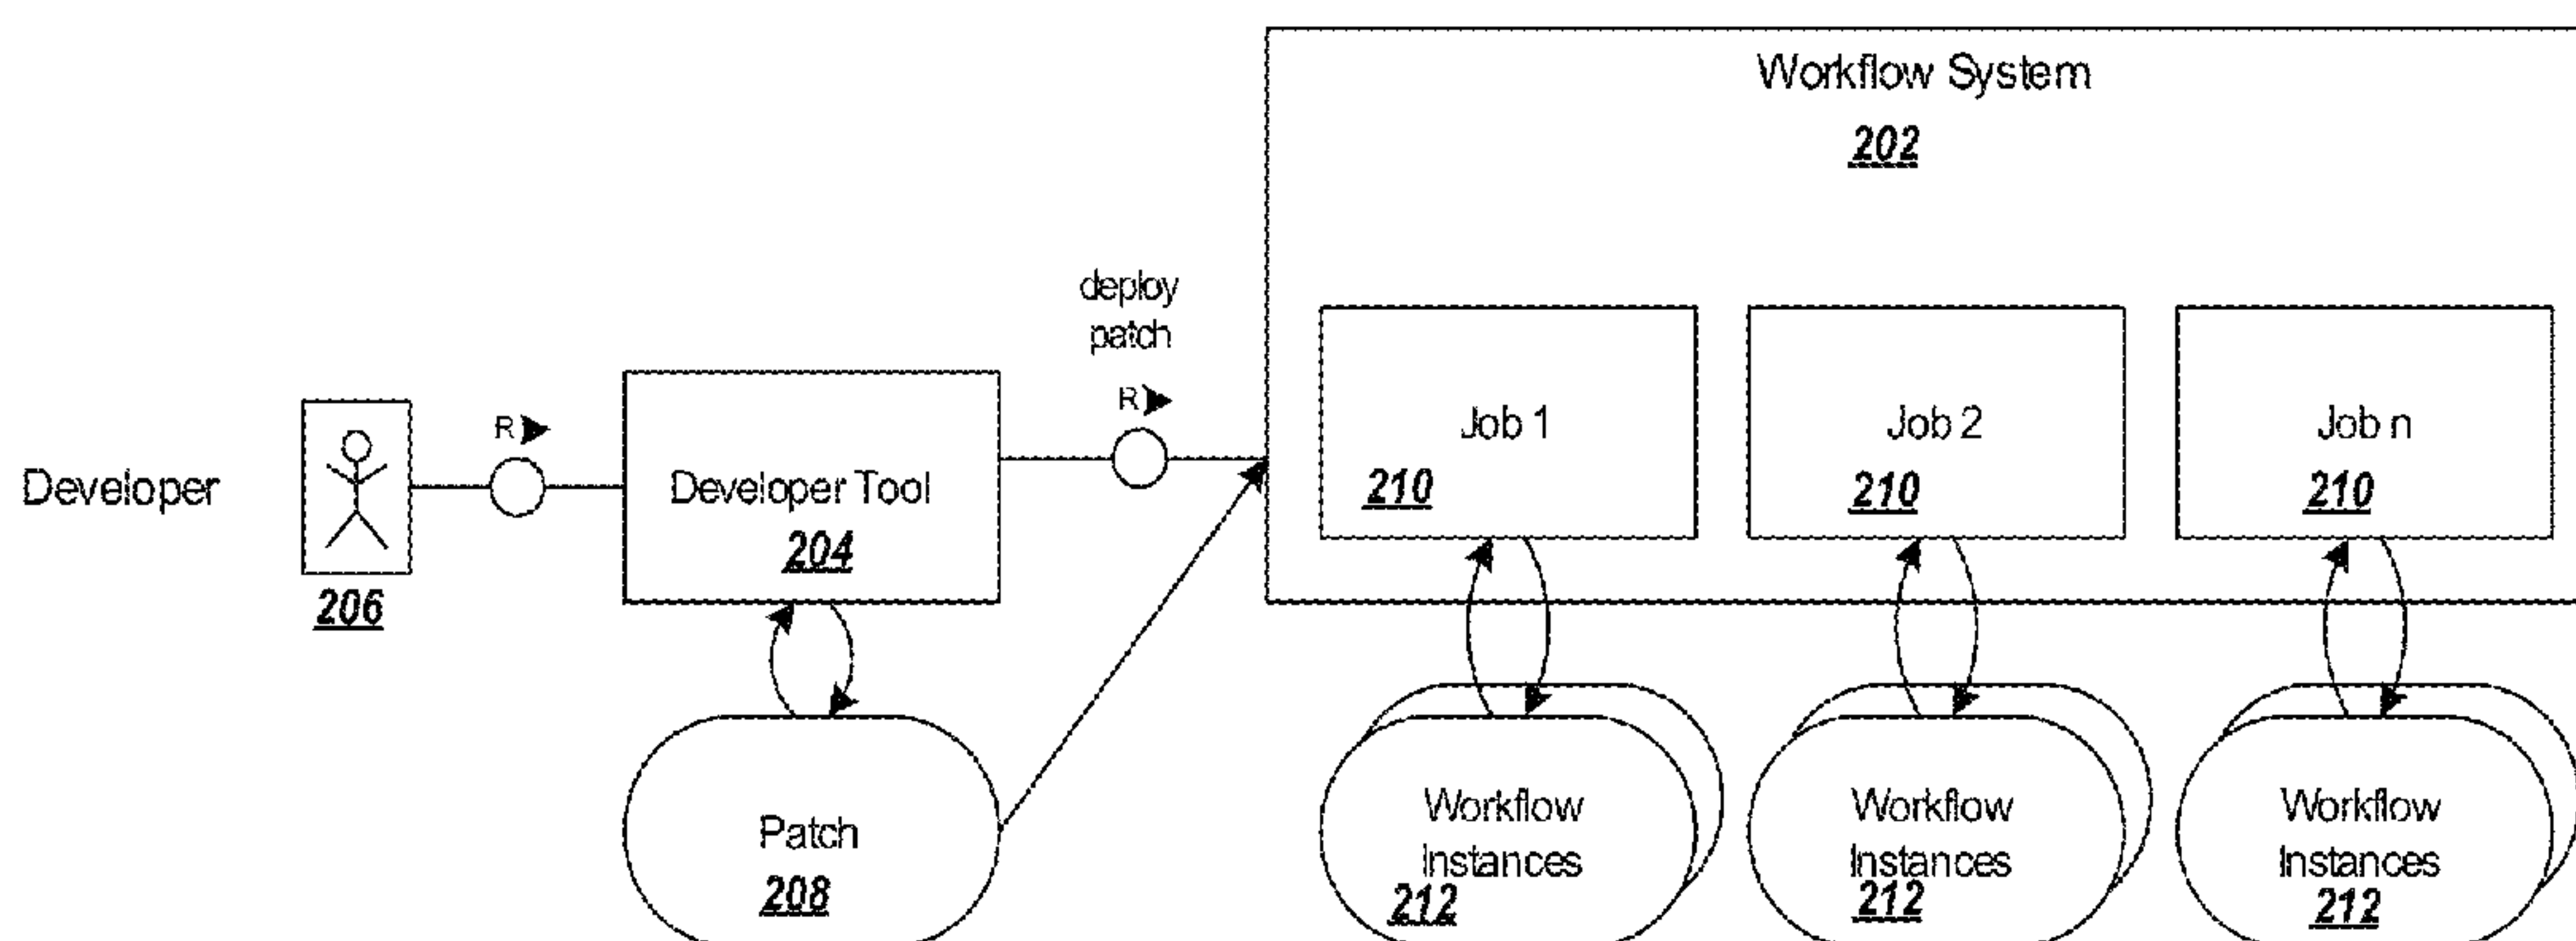 Workflow System
202
deploy
patch
R
Job 1
210
Job 2
210
Job n
210
Developer
206
R
Developer Tool
204
Patch
208
Workflow
Instances
212
Workflow
Instances
212
Workflow
Instances
212